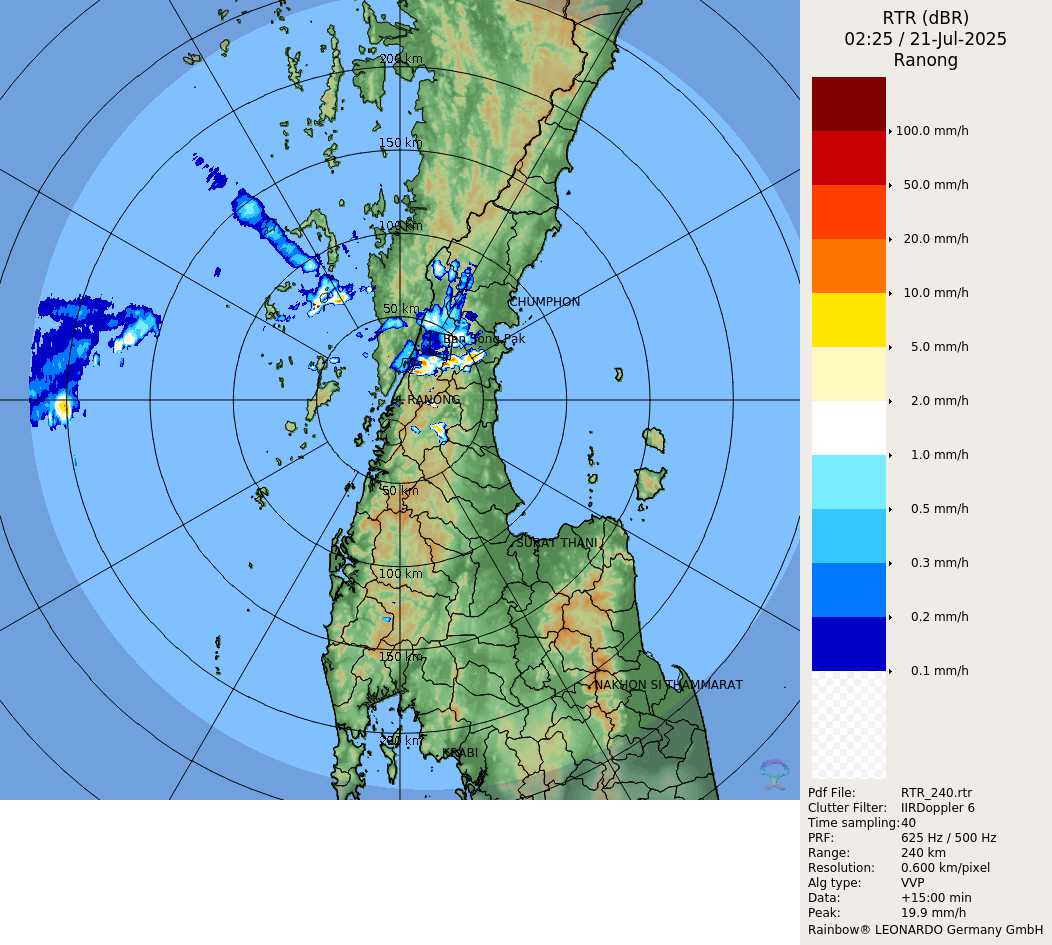 RTR (dBR)
02:25 / 21-Jul-2025
Ranong
200 km
150 km
100 km
50 km
CHUMPHON
Ban Song Pak
RANONG
50 km
SURAT THANI
100 km
150 km
NAKHON SI THAMMARAT
200 km
KRABI
100.0 mm/h
50.0 mm/h
20.0 mm/h
10.0 mm/h
5.0 mm/h
2.0 mm/h
1.0 mm/h
0.5 mm/h
0.3 mm/h
0.2 mm/h
0.1 mm/h
Pdf File: RTR_240.rtr
Clutter Filter: IIRDoppler 6
Time sampling:40
PRF: 625 Hz / 500 Hz
Range: 240 km
Resolution: 0.600 km/pixel
Alg type: VVP
Data: +15:00 min
Peak: 19.9 mm/h
Rainbow® LEONARDO Germany GmbH